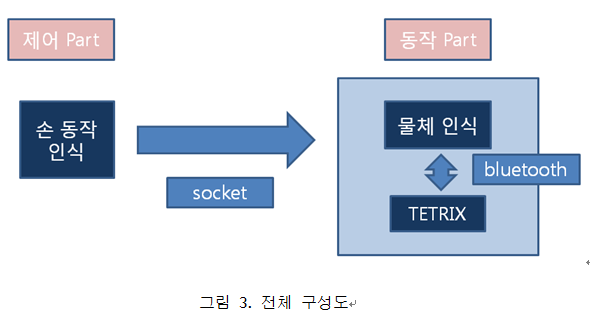 제어 Part
동작 Part
손 동작
인식
물체 인식
bluetooth
socket
TETRIX
그림 3. 전체 구성도